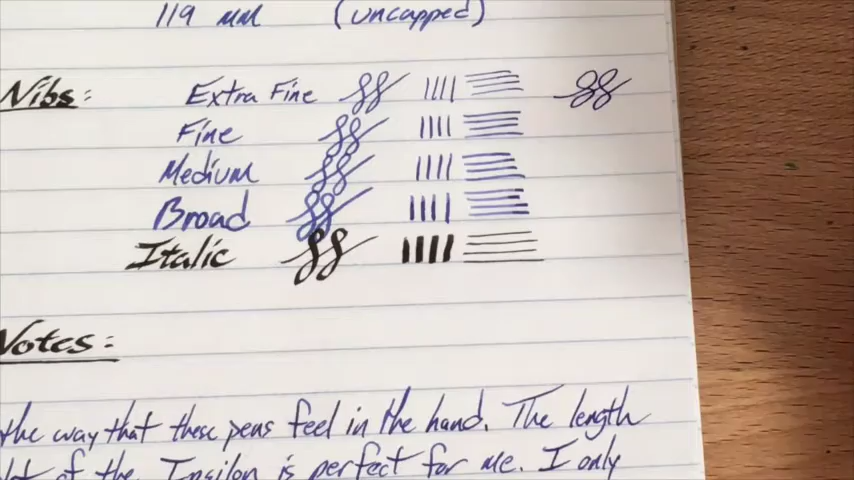 119 mm (uncapped)
Nibs: Extra Fine
Fine
Medium
Broad
Italic
Notes:
the way that these pens feel in the hand. The length
of the Ipsilon is perfect for me. I only